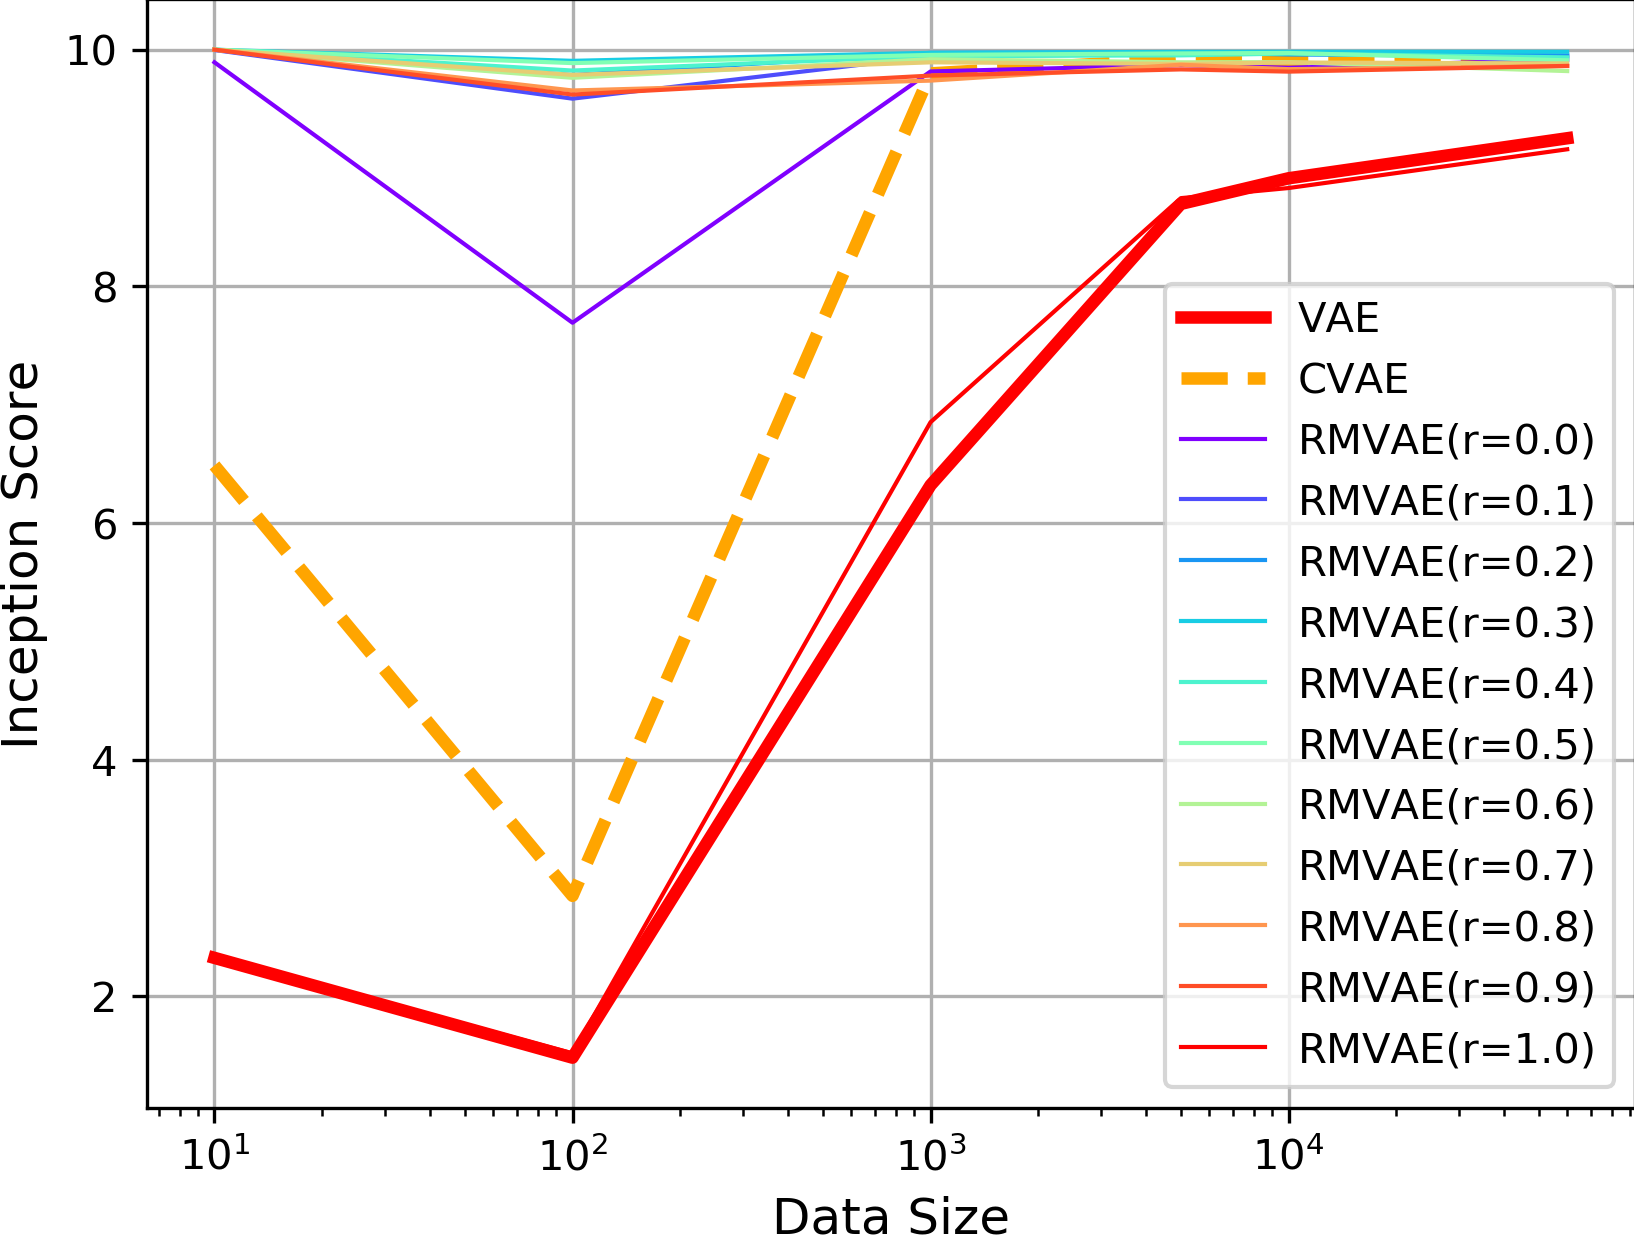 Inception Score
10
8
6
4
2
VAE
CVAE
RMVAE(r=0.0)
RMVAE(r=0.1)
RMVAE(r=0.2)
RMVAE(r=0.3)
RMVAE(r=0.4)
RMVAE(r=0.5)
RMVAE(r=0.6)
RMVAE(r=0.7)
RMVAE(r=0.8)
RMVAE(r=0.9)
RMVAE(r=1.0)
10¹ 10² 10³ 10⁴
Data Size